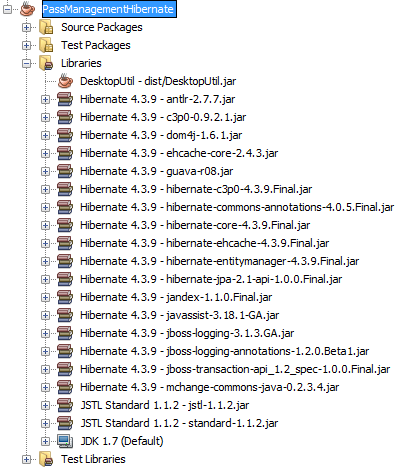 PassManagementHibernate
Source Packages
Test Packages
Libraries
DesktopUtil - dist/DesktopUtil.jar
Hibernate 4.3.9 - antlr-2.7.7.jar
Hibernate 4.3.9 - c3p0-0.9.2.1.jar
Hibernate 4.3.9 - dom4j-1.6.1.jar
Hibernate 4.3.9 - ehcache-core-2.4.3.jar
Hibernate 4.3.9 - guava-r08.jar
Hibernate 4.3.9 - hibernate-c3p0-4.3.9.Final.jar
Hibernate 4.3.9 - hibernate-commons-annotations-4.0.5.Final.jar
Hibernate 4.3.9 - hibernate-core-4.3.9.Final.jar
Hibernate 4.3.9 - hibernate-ehcache-4.3.9.Final.jar
Hibernate 4.3.9 - hibernate-entitymanager-4.3.9.Final.jar
Hibernate 4.3.9 - hibernate-jpa-2.1-api-1.0.0.Final.jar
Hibernate 4.3.9 - jandex-1.1.0.Final.jar
Hibernate 4.3.9 - javassist-3.18.1-GA.jar
Hibernate 4.3.9 - jboss-logging-3.1.3.GA.jar
Hibernate 4.3.9 - jboss-logging-annotations-1.2.0.Beta1.jar
Hibernate 4.3.9 - jboss-transaction-api_1.2_spec-1.0.0.Final.jar
Hibernate 4.3.9 - mchange-commons-java-0.2.3.4.jar
JSTL Standard 1.1.2 - jstl-1.1.2.jar
JSTL Standard 1.1.2 - standard-1.1.2.jar
JDK 1.7 (Default)
Test Libraries